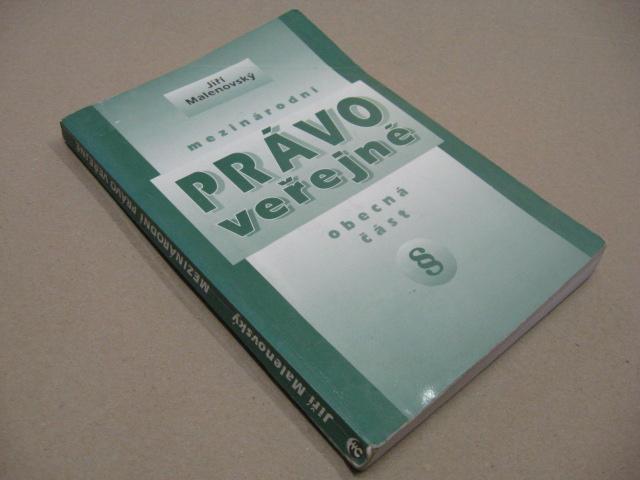 Jiří
Malenovský
mezinárodní
PRÁVO
veřejné
obecná
část
§
Jiří Malenovský MEZINÁRODNÍ PRÁVO VEŘEJNÉ